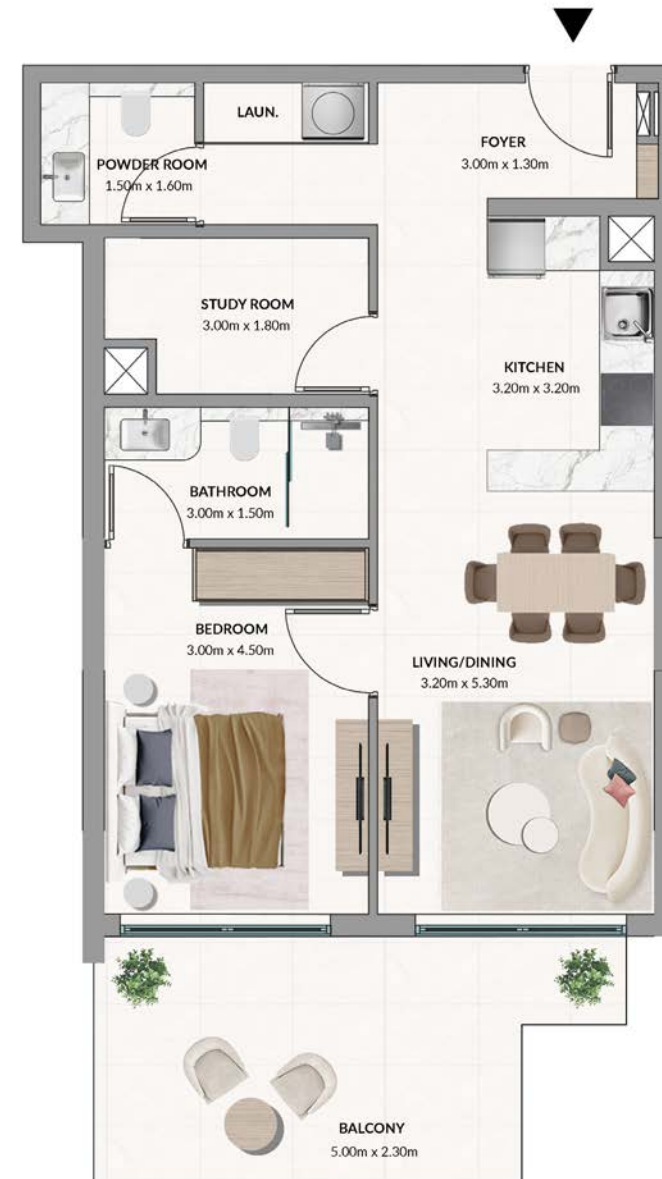 LAUN.
FOYER
3.00m x 1.30m
POWDER ROOM
1.50m x 1.60m
STUDY ROOM
3.00m x 1.80m
KITCHEN
3.20m x 3.20m
BATHROOM
3.00m x 1.50m
BEDROOM
3.00m x 4.50m
LIVING/DINING
3.20m x 5.30m
BALCONY
5.00m x 2.30m